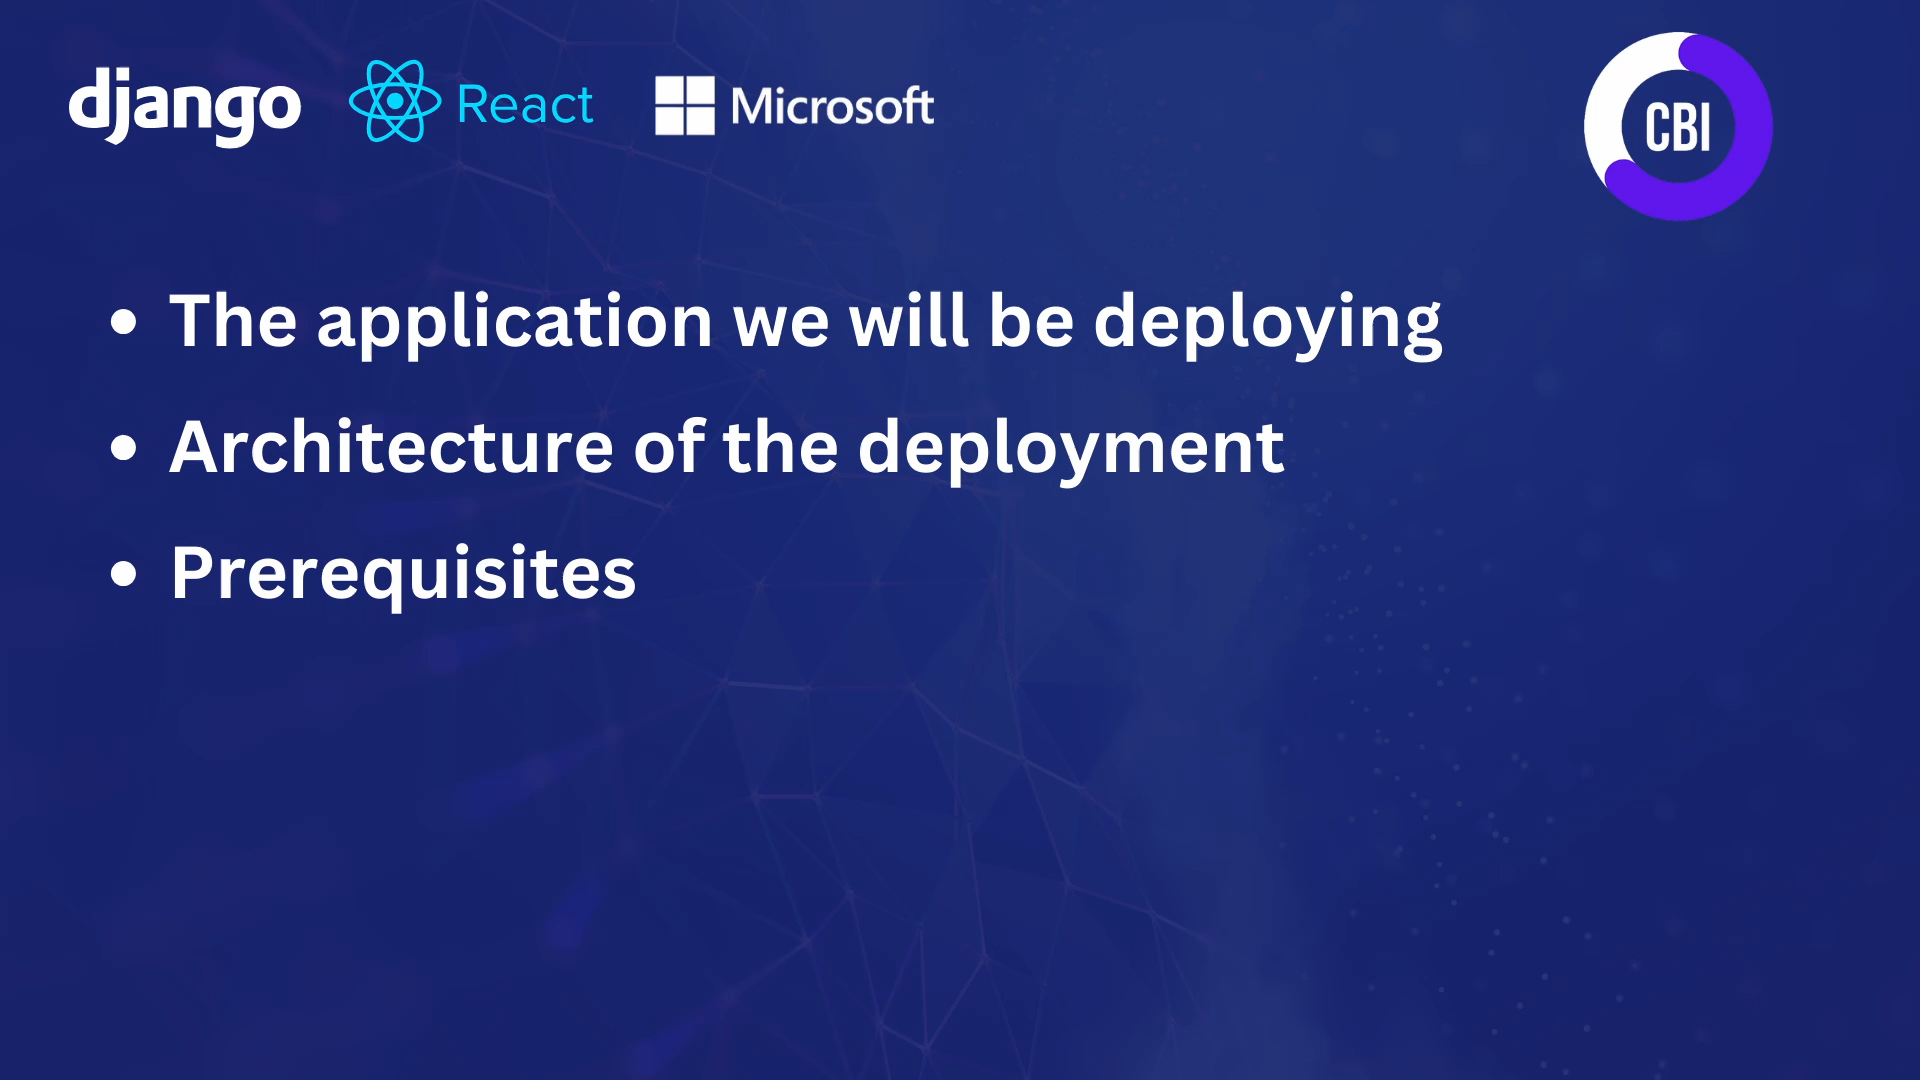 django React Microsoft CBI
• The application we will be deploying
• Architecture of the deployment
• Prerequisites